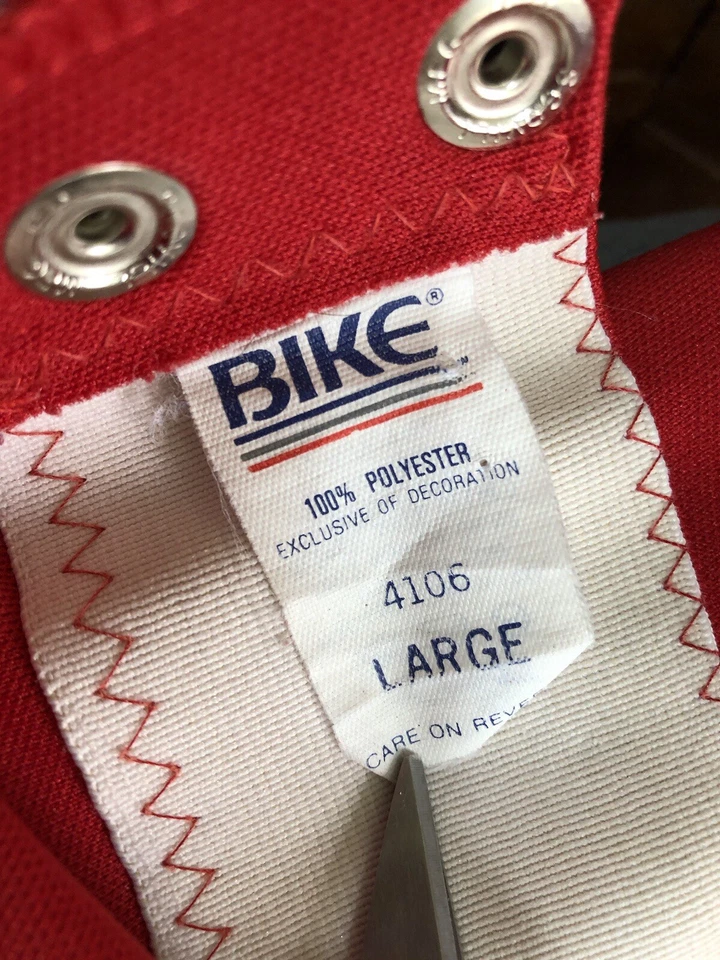 BIKE®
100% POLYESTER
EXCLUSIVE OF DECORATION
4106
LARGE
CARE ON